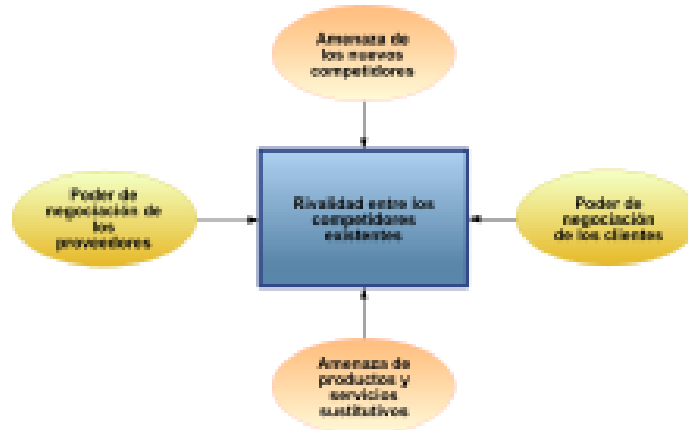 Amenaza de
los nuevos
competidores
Poder de
negociación de
los
proveedores
Rivalidad entre los
competidores
existentes
Poder de
negociación
de los clientes
Amenaza de
productos y
servicios
sustitutivos